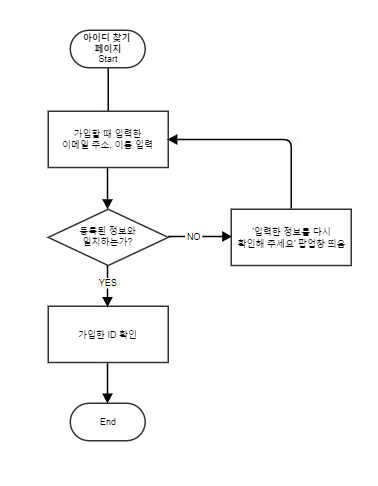 아이디 찾기
페이지
Start
가입할 때 입력한
이메일 주소, 이름 입력
등록된 정보와
일치하는가?
NO
'입력한 정보를 다시
확인해 주세요' 팝업창 띄움
YES
가입한 ID 확인
End